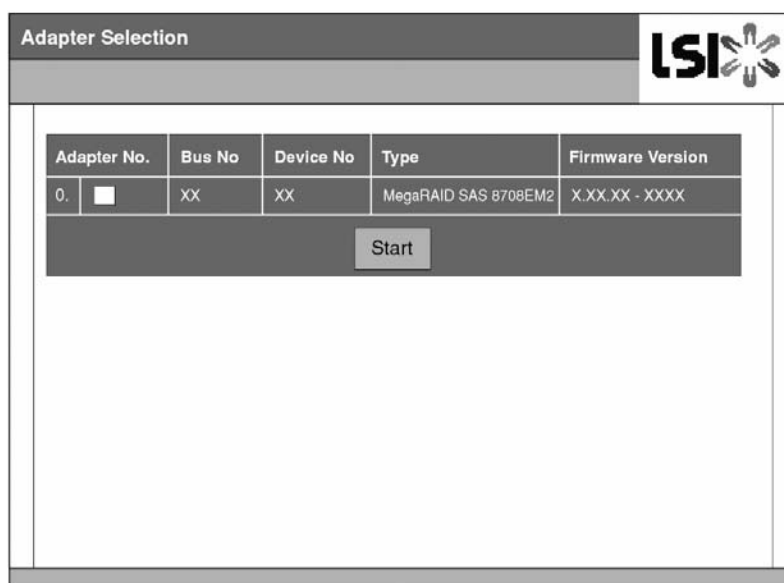 Adapter Selection
LSI
Adapter No. Bus No Device No Type Firmware Version
0. XX XX MegaRAID SAS 8708EM2 X.XX.XX - XXXX
Start